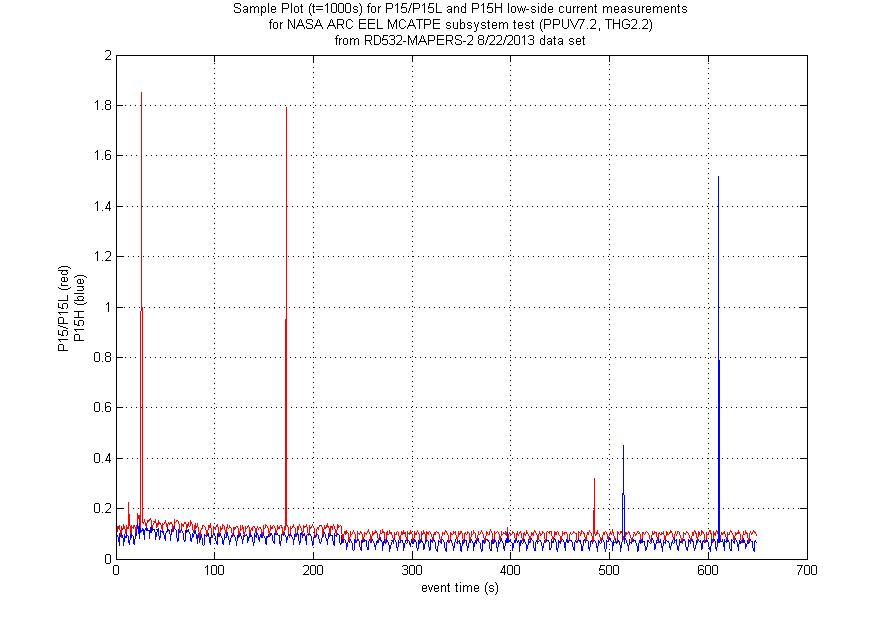 Sample Plot (t=1000s) for P15/P15L and P15H low-side current measurements
for NASA ARC EEL MCATPE subsystem test (PPUV7.2, THG2.2)
from RD532-MAPERS-2 8/22/2013 data set
2
1.8
1.6
1.4
1.2
1
0.8
0.6
0.4
0.2
0
P15/P15L (red)
P15H (blue)
0 100 200 300 400 500 600 700
event time (s)